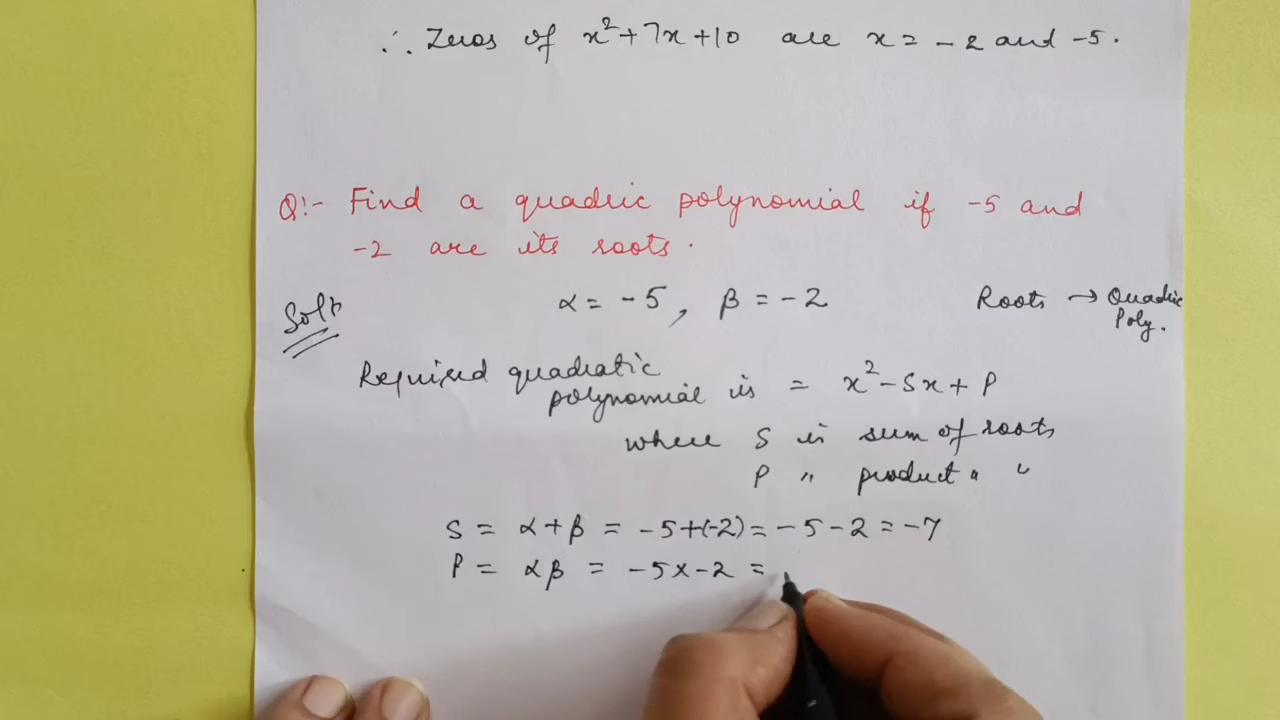 ∴ Zeros of x²+7x+10 are x = -2 and -5.
Q:- Find a quadric polynomial if -5 and
-2 are its roots.
Soln
α = -5, β = -2
Roots → Quadric
Poly.
Required quadratic
polynomial is = x² - Sx + P
where S is sum of roots
P " product " "
S = α+β = -5+(-2) = -5-2 = -7
P = αβ = -5x-2 =